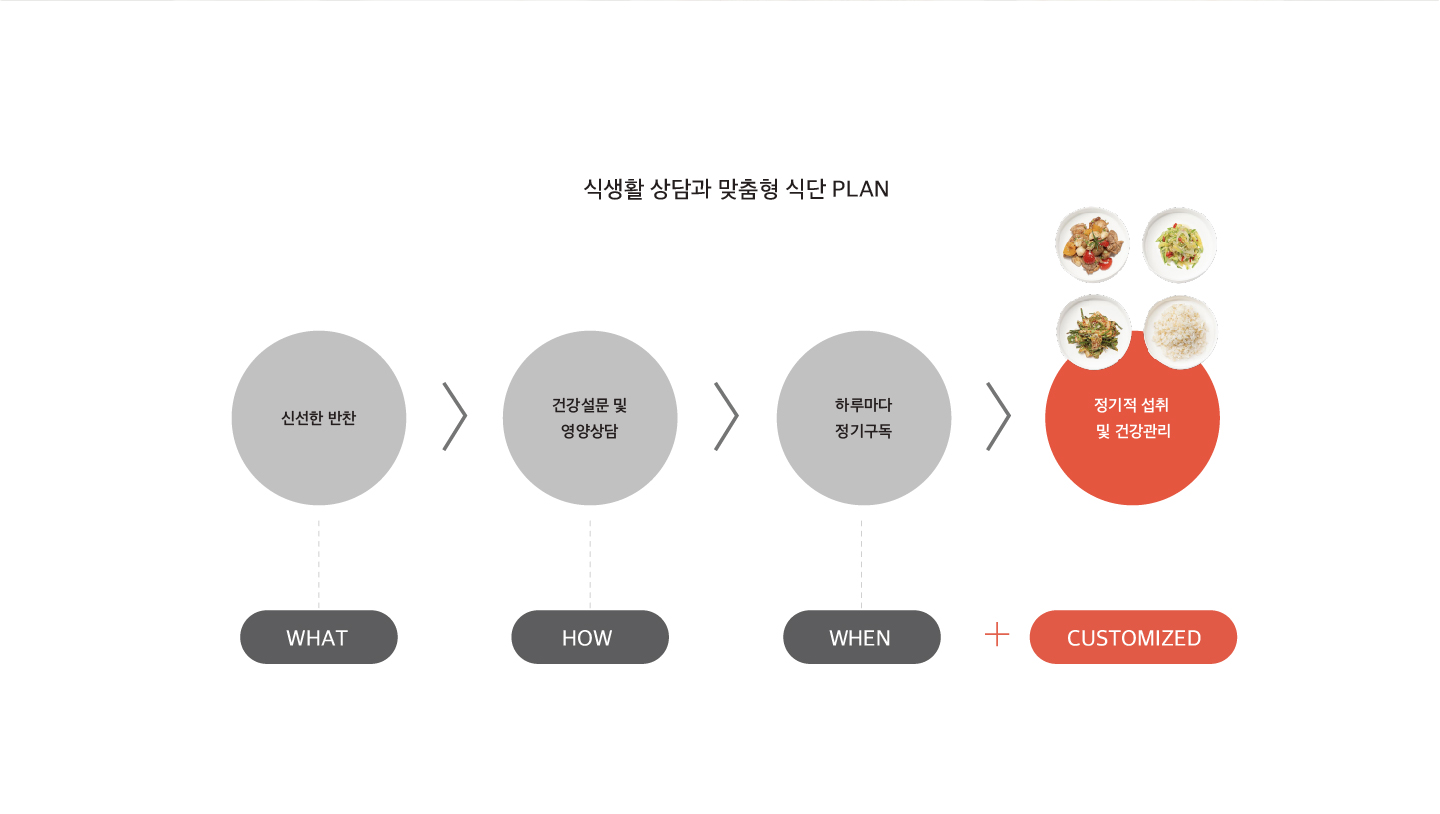 식생활 상담과 맞춤형 식단 PLAN
신선한 반찬
건강설문 및
영양상담
하루마다
정기구독
정기적 섭취
및 건강관리
WHAT
HOW
WHEN
+
CUSTOMIZED